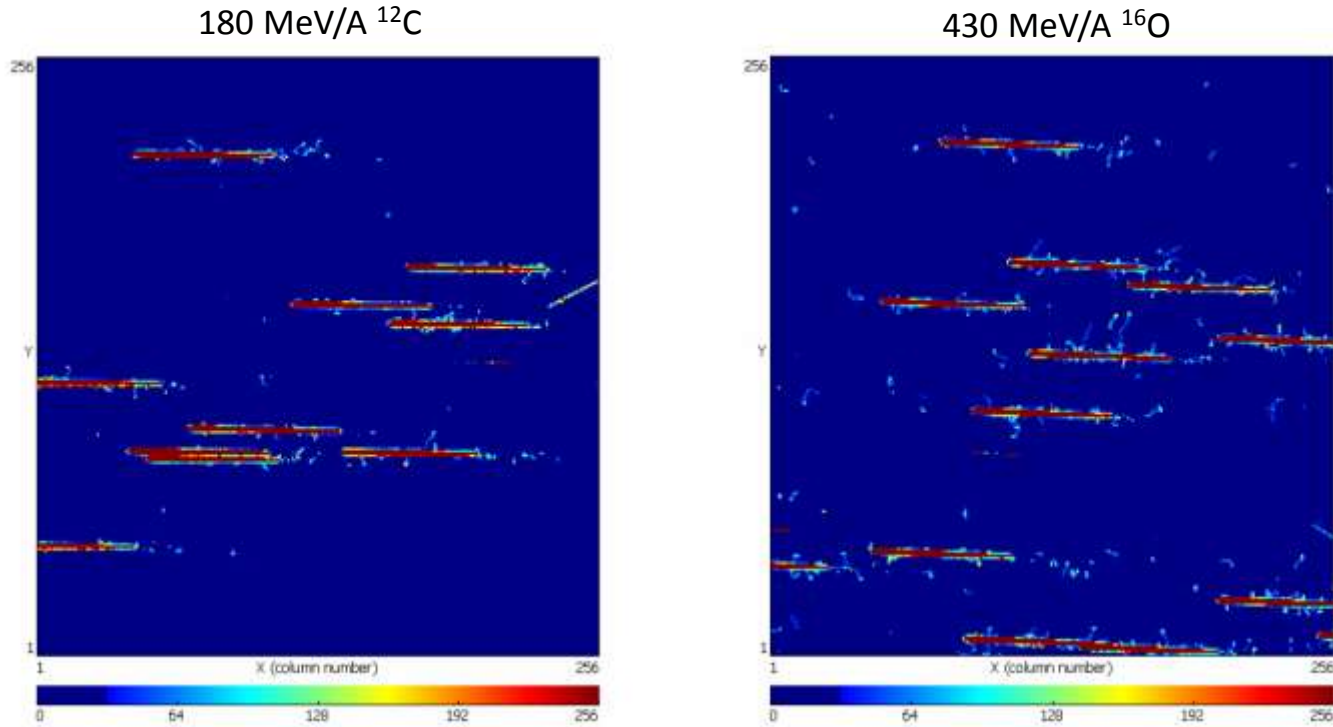 180 MeV/A ¹²C
256
Y
1
1 X (column number) 256
0 64 128 192 256
430 MeV/A ¹⁶O
256
Y
1
1 X (column number) 256
0 64 128 192 256